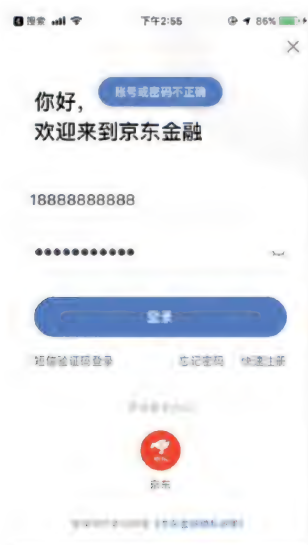 搜索 下午2:55 86%
账号或密码不正确
你好，
欢迎来到京东金融
18888888888
登录
短信验证码登录 忘记密码 快速注册
京东